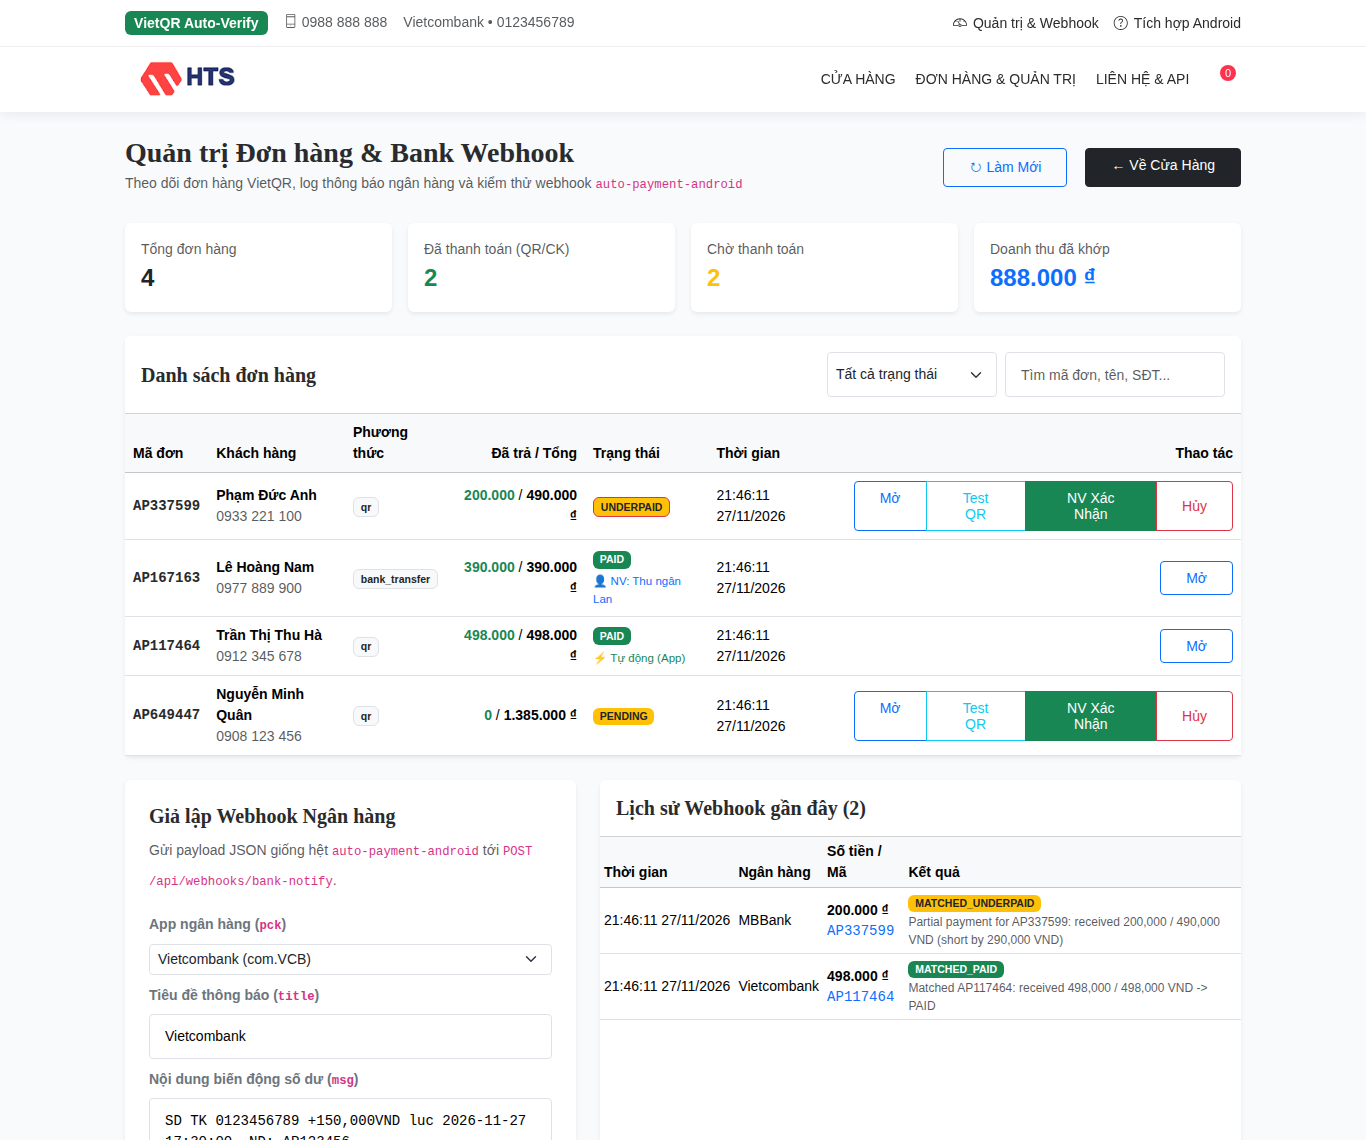 VietQR Auto-Verify
0988 888 888
Vietcombank • 0123456789
Quản trị & Webhook
Tích hợp Android
HTS
CỬA HÀNG
ĐƠN HÀNG & QUẢN TRỊ
LIÊN HỆ & API
0
Quản trị Đơn hàng & Bank Webhook
Theo dõi đơn hàng VietQR, log thông báo ngân hàng và kiểm thử webhook auto-payment-android
Làm Mới
← Về Cửa Hàng
Tổng đơn hàng
4
Đã thanh toán (QR/CK)
2
Chờ thanh toán
2
Doanh thu đã khớp
888.000 ₫
Danh sách đơn hàng
Tất cả trạng thái
Tìm mã đơn, tên, SĐT...
Mã đơn
Khách hàng
Phương
thức
Đã trả / Tổng
Trạng thái
Thời gian
Thao tác
AP337599
Phạm Đức Anh
0933 221 100
qr
200.000 / 490.000
₫
UNDERPAID
21:46:11
27/11/2026
Mở
Test
QR
NV Xác
Nhận
Hủy
AP167163
Lê Hoàng Nam
0977 889 900
bank_transfer
390.000 / 390.000
₫
PAID
👤 NV: Thu ngân
Lan
21:46:11
27/11/2026
Mở
AP117464
Trần Thị Thu Hà
0912 345 678
qr
498.000 / 498.000
₫
PAID
⚡ Tự động (App)
21:46:11
27/11/2026
Mở
AP649447
Nguyễn Minh
Quân
0908 123 456
qr
0 / 1.385.000 ₫
PENDING
21:46:11
27/11/2026
Mở
Test
QR
NV Xác
Nhận
Hủy
Giả lập Webhook Ngân hàng
Gửi payload JSON giống hệt auto-payment-android tới POST
/api/webhooks/bank-notify.
App ngân hàng (pck)
Vietcombank (com.VCB)
Tiêu đề thông báo (title)
Vietcombank
Nội dung biến động số dư (msg)
SD TK 0123456789 +150,000VND luc 2026-11-27
17:30:00. ND: AP123456
Lịch sử Webhook gần đây (2)
Thời gian
Ngân hàng
Số tiền /
Mã
Kết quả
21:46:11 27/11/2026
MBBank
200.000 ₫
AP337599
MATCHED_UNDERPAID
Partial payment for AP337599: received 200,000 / 490,000
VND (short by 290,000 VND)
21:46:11 27/11/2026
Vietcombank
498.000 ₫
AP117464
MATCHED_PAID
Matched AP117464: received 498,000 / 498,000 VND ->
PAID